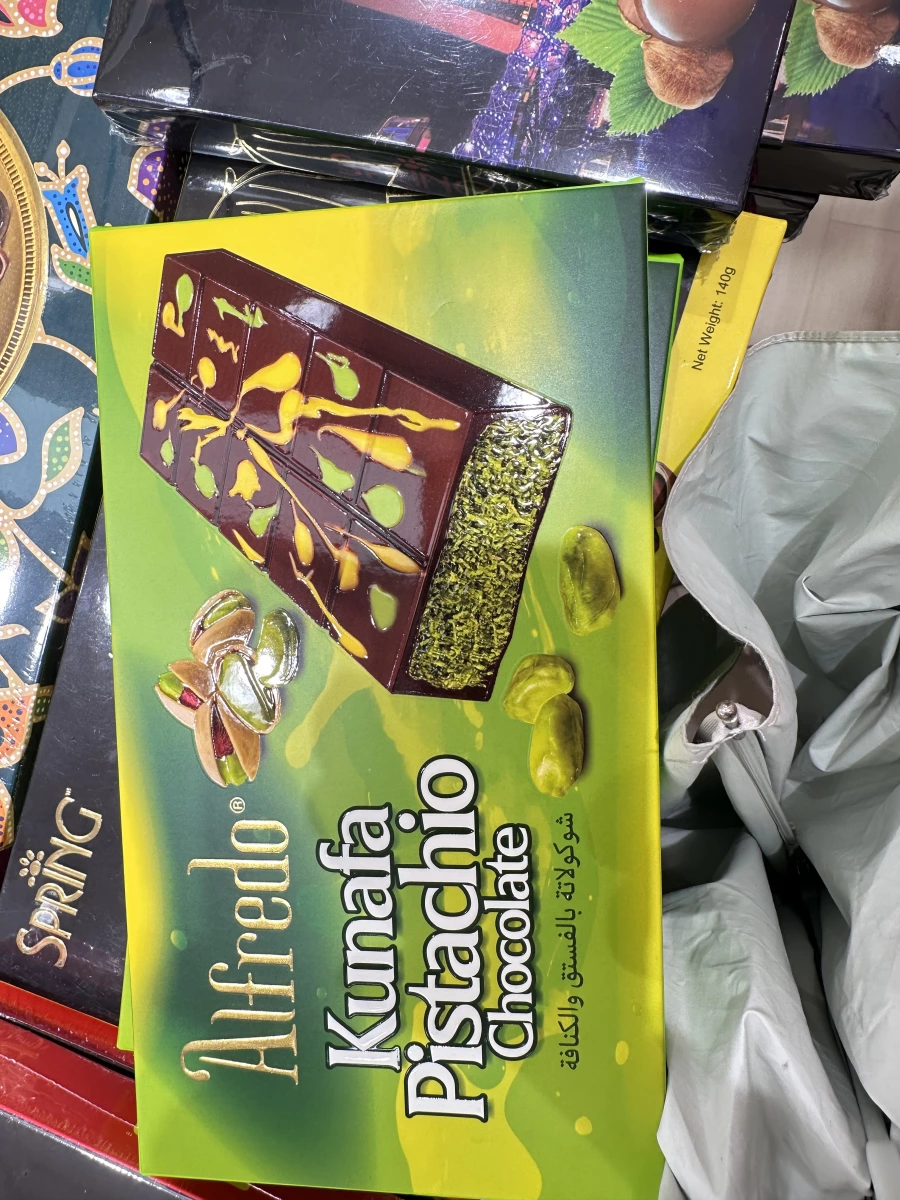 Alfredo®
Kunafa
Pistachio
Chocolate
شوكولاتة بالفستق والكنافة
SPRING™
Net Weight: 140g